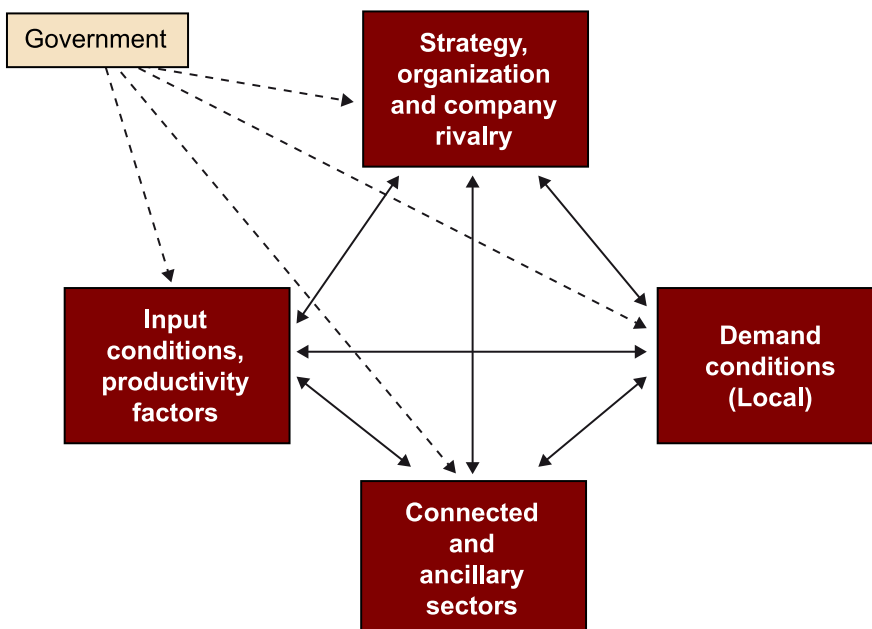 Government
Strategy,
organization
and company
rivalry
Input
conditions,
productivity
factors
Demand
conditions
(Local)
Connected
and
ancillary
sectors